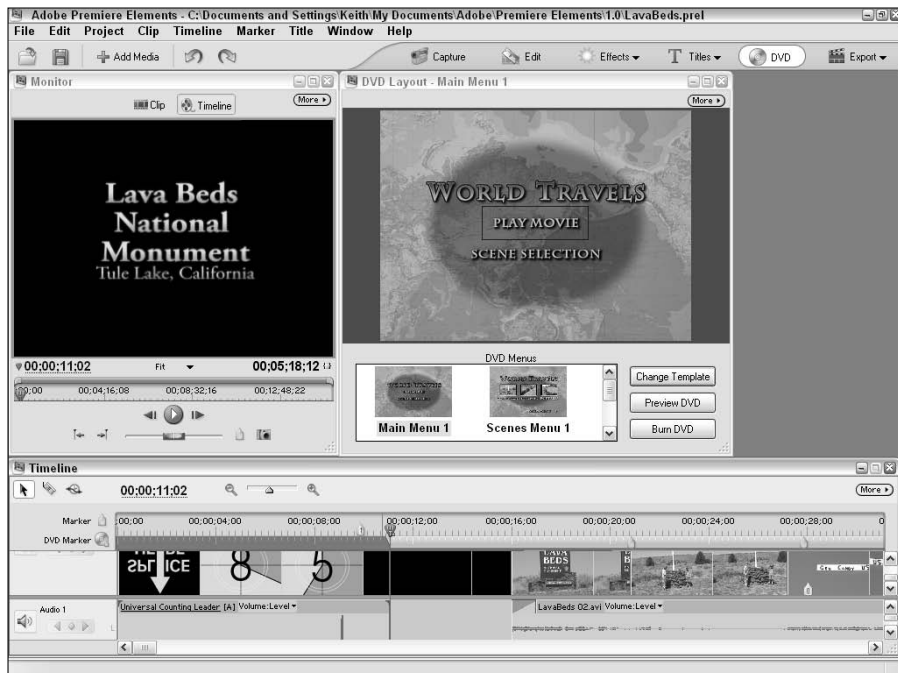 Adobe Premiere Elements - C:\Documents and Settings\Keith\My Documents\Adobe\Premiere Elements\1.0\LavaBeds.prel
File Edit Project Clip Timeline Marker Title Window Help
Add Media Capture Edit Effects Titles DVD Export
Monitor
Clip Timeline
More
Lava Beds
National
Monument
Tule Lake, California
00;00;11;02 Fit 00;05;18;12
00;00 00;04;16;08 00;08;32;16 00;12;48;22
DVD Layout - Main Menu 1
More
WORLD TRAVELS
PLAY MOVIE
SCENE SELECTION
DVD Menus
WORLD TRAVELS
Main Menu 1 Scenes Menu 1
Change Template
Preview DVD
Burn DVD
Timeline
00;00;11;02
More
Marker
DVD Marker
;00;00 00;00;04;00 00;00;08;00 00;00;12;00 00;00;16;00 00;00;20;00 00;00;24;00 00;00;28;00 0
SPLICE
8 5
LAVA
BEDS
Audio 1
Universal Counting Leader [A] Volume:Level
LavaBeds 02.avi Volume:Level